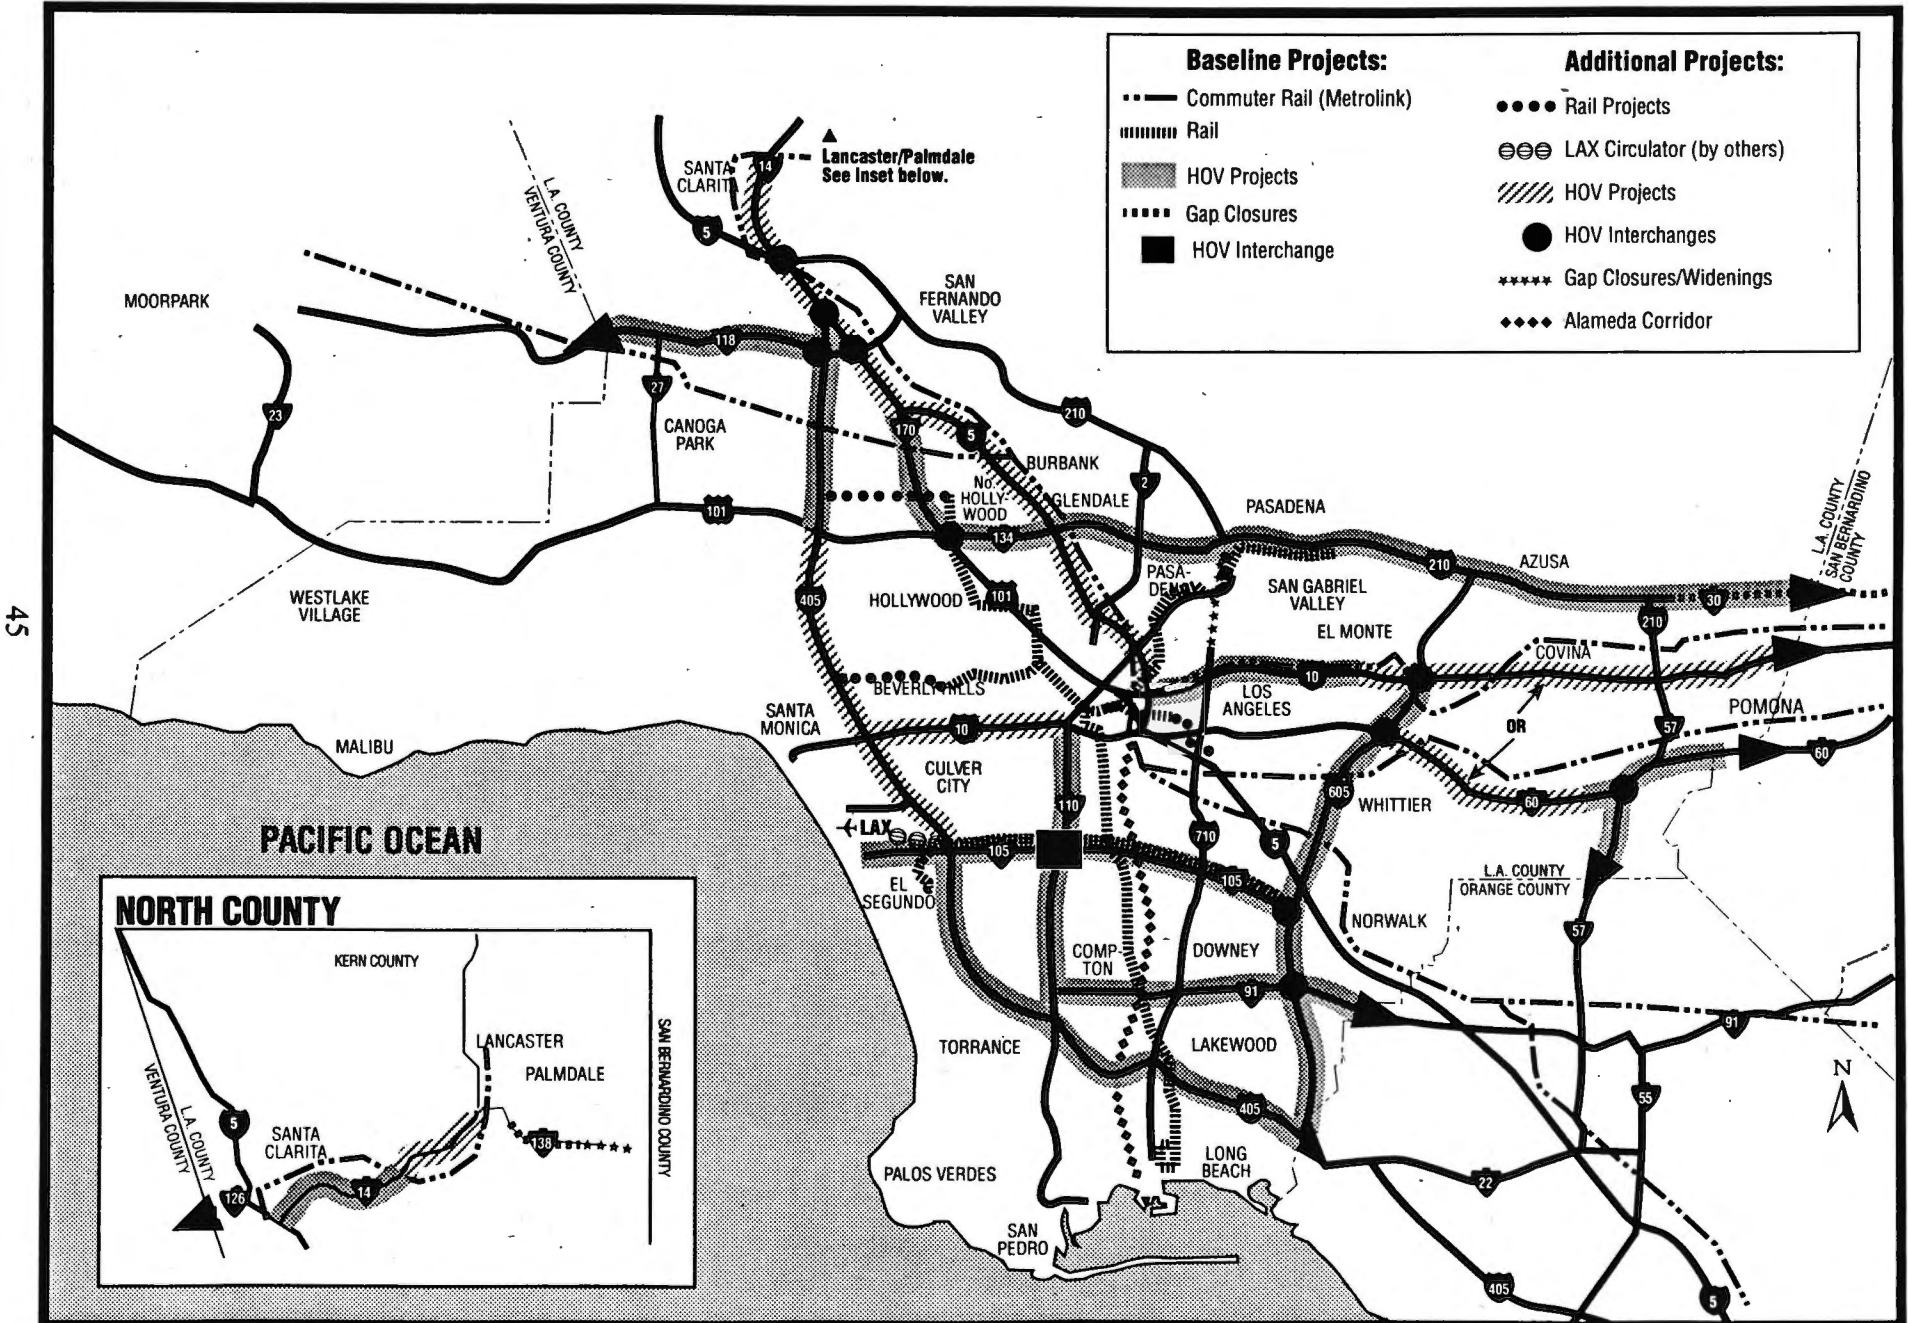 Baseline Projects:
Commuter Rail (Metrolink)
Rail
HOV Projects
Gap Closures
HOV Interchange
Additional Projects:
Rail Projects
LAX Circulator (by others)
HOV Projects
HOV Interchanges
Gap Closures/Widenings
Alameda Corridor
Lancaster/Palmdale
See Inset below.
14
SANTA
CLARITA
5
L.A. COUNTY
VENTURA COUNTY
MOORPARK
SAN
FERNANDO
VALLEY
118
27
23
CANOGA
PARK
210
170
5
BURBANK
No.
HOLLY-
WOOD
GLENDALE
2
PASADENA
101
134
L.A. COUNTY
SAN BERNARDINO
COUNTY
210
AZUSA
WESTLAKE
VILLAGE
405
HOLLYWOOD
101
PASA-
DENA
SAN GABRIEL
VALLEY
EL MONTE
30
210
COVINA
BEVERLY HILLS
10
LOS
ANGELES
SANTA
MONICA
10
OR
57
POMONA
60
MALIBU
CULVER
CITY
110
605
WHITTIER
60
LAX
PACIFIC OCEAN
105
710
5
105
EL
SEGUNDO
L.A. COUNTY
ORANGE COUNTY
NORWALK
57
COMP-
TON
DOWNEY
91
91
TORRANCE
LAKEWOOD
N
55
405
PALOS VERDES
LONG
BEACH
22
SAN
PEDRO
405
5
NORTH COUNTY
KERN COUNTY
LANCASTER
PALMDALE
SAN BERNARDINO COUNTY
L.A. COUNTY
VENTURA COUNTY
5
SANTA
CLARITA
138
126
14
45